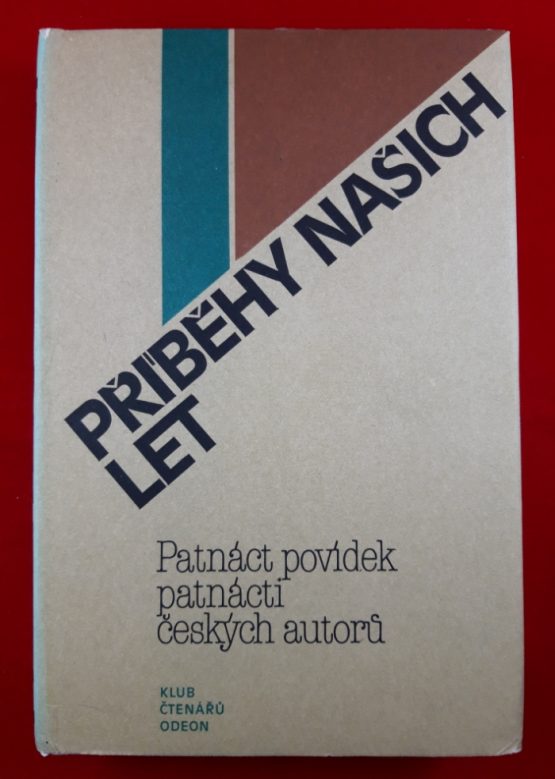 PŘÍBĚHY NAŠICH
LET
Patnáct povídek
patnácti
českých autorů
KLUB
ČTENÁŘŮ
ODEON